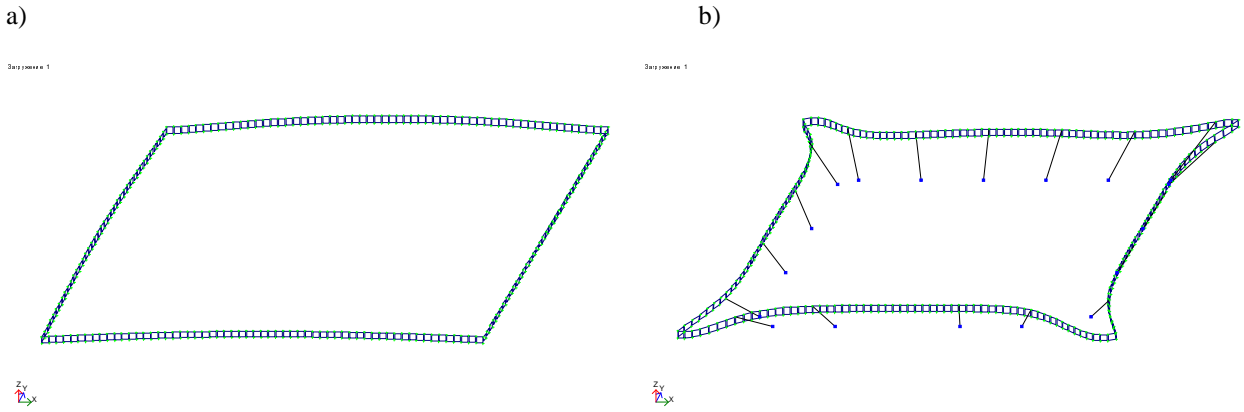 a) b)
Загружение 1 Загружение 1
Z Y X Z Y X